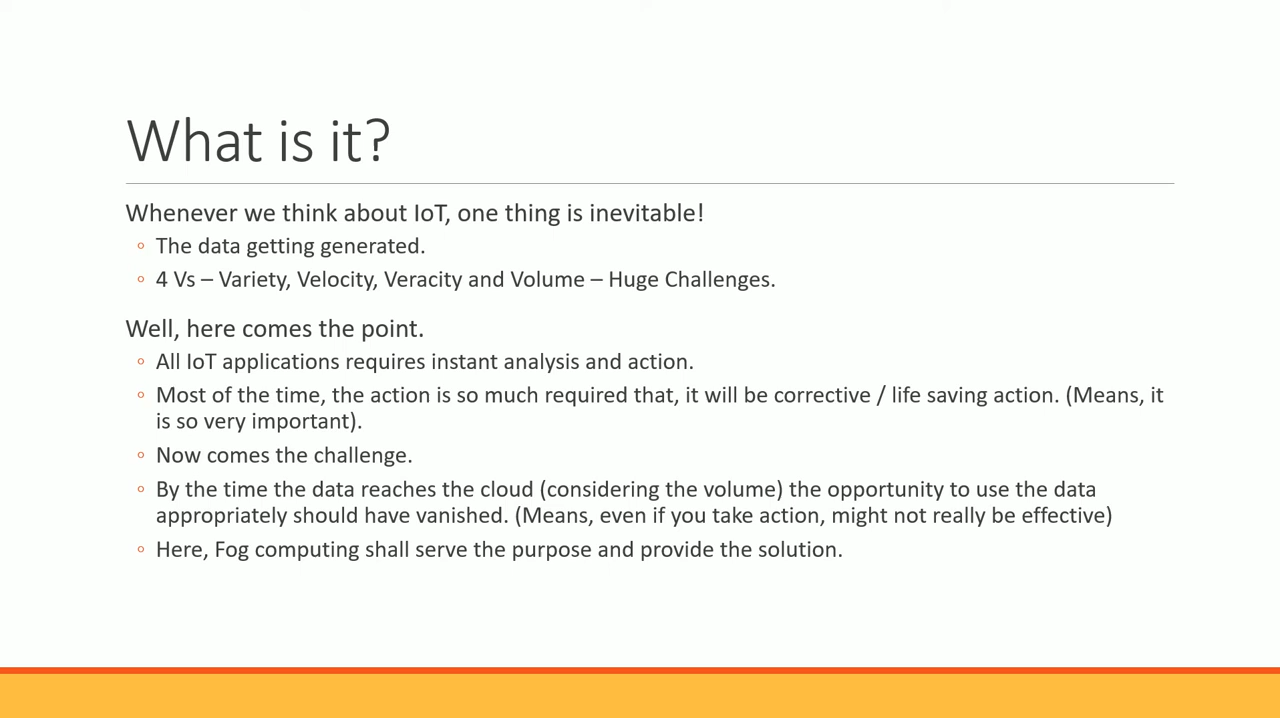 What is it?
Whenever we think about IoT, one thing is inevitable!
◦ The data getting generated.
◦ 4 Vs – Variety, Velocity, Veracity and Volume – Huge Challenges.
Well, here comes the point.
◦ All IoT applications requires instant analysis and action.
◦ Most of the time, the action is so much required that, it will be corrective / life saving action. (Means, it
is so very important).
◦ Now comes the challenge.
◦ By the time the data reaches the cloud (considering the volume) the opportunity to use the data
appropriately should have vanished. (Means, even if you take action, might not really be effective)
◦ Here, Fog computing shall serve the purpose and provide the solution.